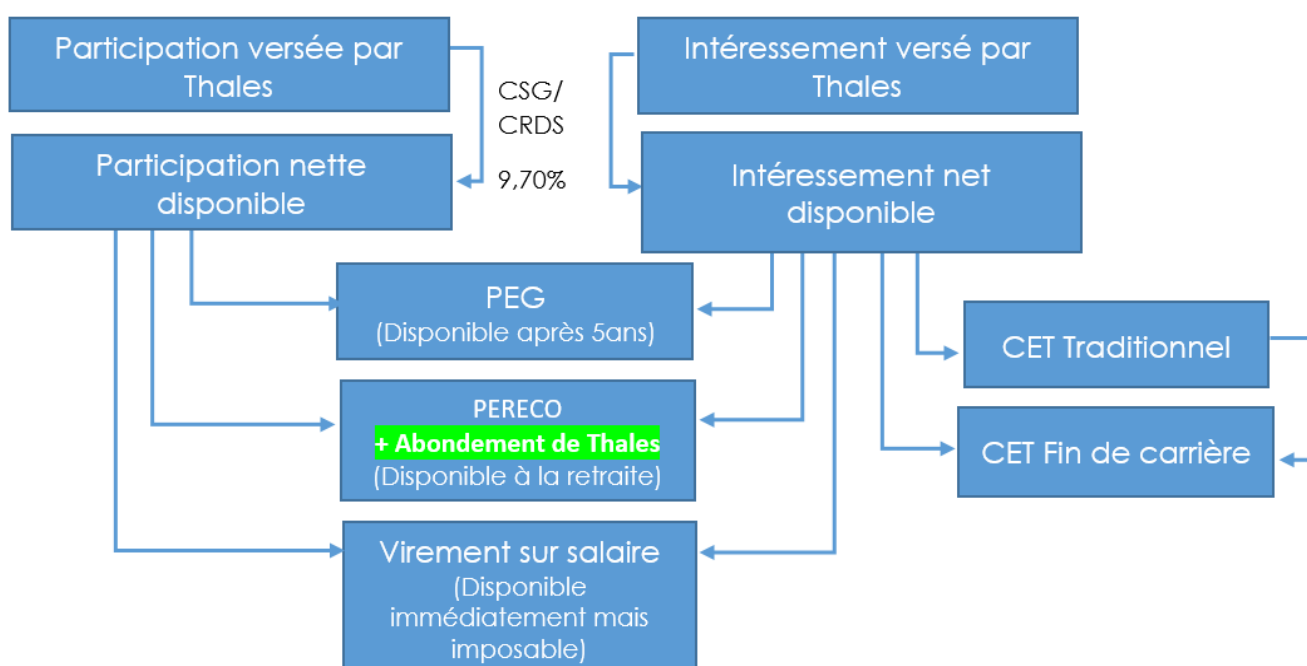 Participation versée par
Thales
Intéressement versé par
Thales
CSG/
CRDS
9,70%
Participation nette
disponible
Intéressement net
disponible
PEG
(Disponible après 5ans)
CET Traditionnel
PERECO
+ Abondement de Thales
(Disponible à la retraite)
CET Fin de carrière
Virement sur salaire
(Disponible
immédiatement mais
imposable)